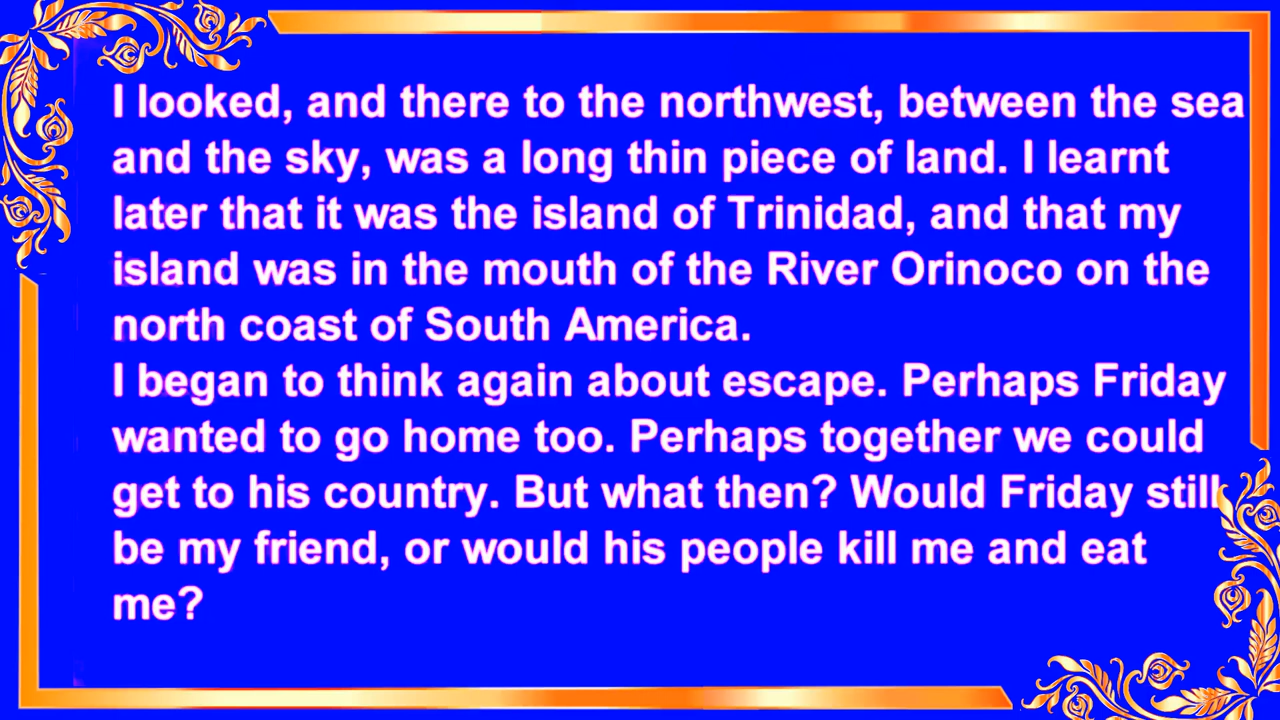 I looked, and there to the northwest, between the sea
and the sky, was a long thin piece of land. I learnt
later that it was the island of Trinidad, and that my
island was in the mouth of the River Orinoco on the
north coast of South America.
I began to think again about escape. Perhaps Friday
wanted to go home too. Perhaps together we could
get to his country. But what then? Would Friday still
be my friend, or would his people kill me and eat
me?